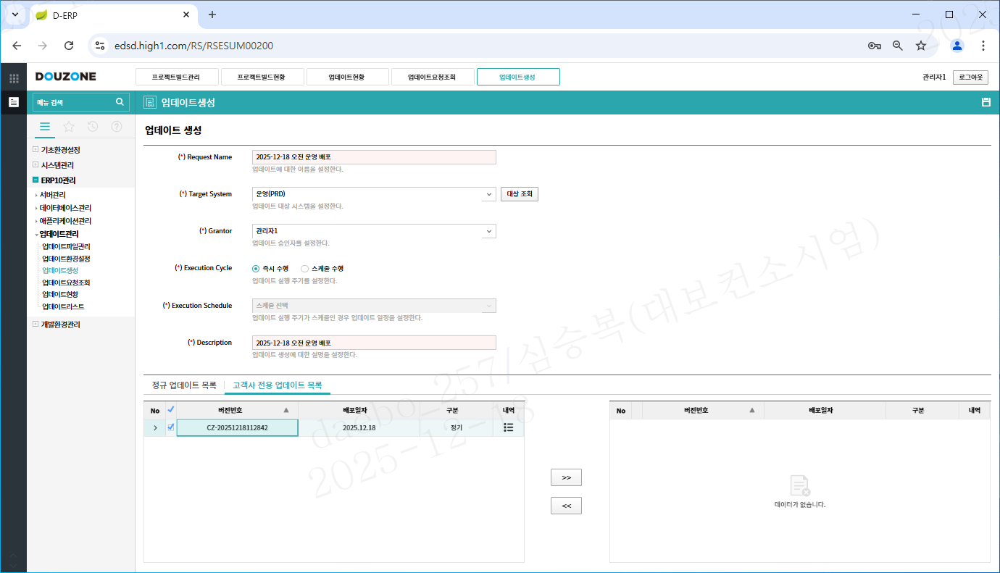 D-ERP
edsd.high1.com/RS/RSESUM00200
DOUZONE
프로젝트빌드관리
프로젝트빌드현황
업데이트현황
업데이트요청조회
업데이트생성
관리자1
로그아웃
메뉴 검색
업데이트생성
기초환경설정
시스템관리
ERP10관리
서버관리
데이터베이스관리
애플리케이션관리
업데이트관리
업데이트파일관리
업데이트환경설정
업데이트생성
업데이트요청조회
업데이트현황
업데이트리스트
개발환경관리
업데이트 생성
(*) Request Name
2025-12-18 오전 운영 배포
업데이트에 대한 이름을 설정한다.
(*) Target System
운영(PRD)
대상 조회
업데이트 대상 시스템을 설정한다.
(*) Grantor
관리자1
업데이트 승인자를 설정한다.
(*) Execution Cycle
즉시 수행
스케줄 수행
업데이트 실행 주기를 설정한다.
(*) Execution Schedule
스케줄 선택
업데이트 실행 주기가 스케줄인 경우 업데이트 일정을 설정한다.
(*) Description
2025-12-18 오전 운영 배포
업데이트 생성에 대한 설명을 설정한다.
정규 업데이트 목록
고객사 전용 업데이트 목록
No 버전번호 배포일자 구분 내역
CZ-20251218112842 2025.12.18 정기
>>
<<
No 버전번호 배포일자 구분 내역
데이터가 없습니다.
daebo_257/심승복(대보컨소시엄)
2025-12-18